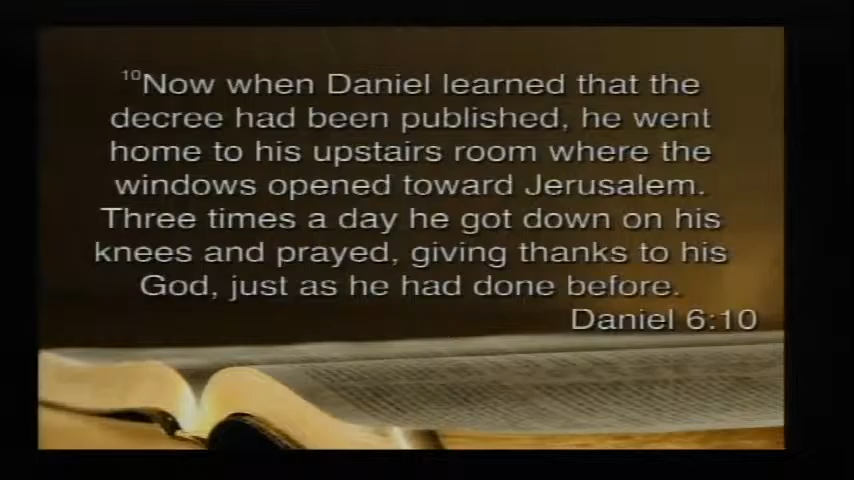 10Now when Daniel learned that the
decree had been published, he went
home to his upstairs room where the
windows opened toward Jerusalem.
Three times a day he got down on his
knees and prayed, giving thanks to his
God, just as he had done before.
Daniel 6:10